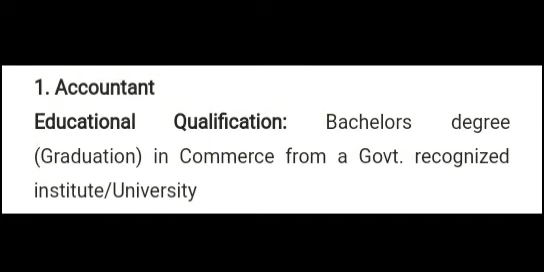 1. Accountant
Educational Qualification: Bachelors degree
(Graduation) in Commerce from a Govt. recognized
institute/University